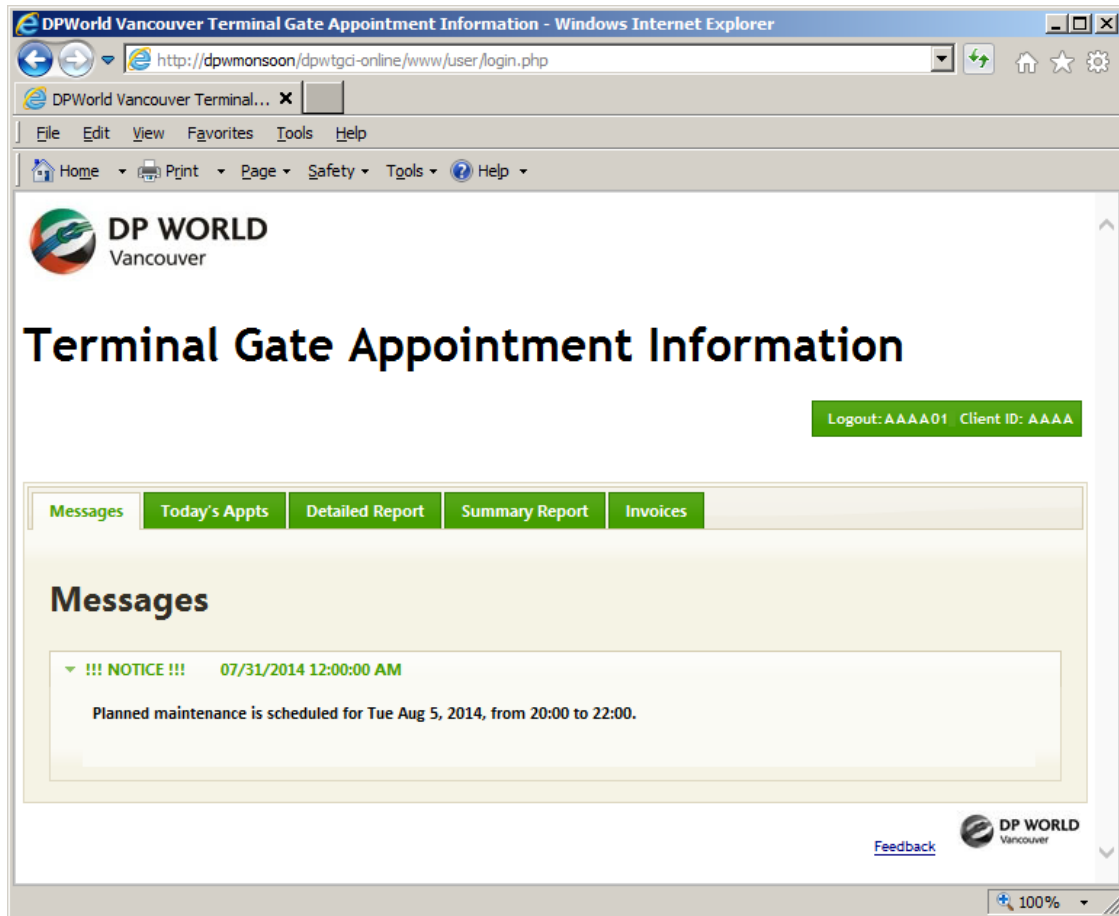 DPWorld Vancouver Terminal Gate Appointment Information - Windows Internet Explorer
http://dpwmonsoon/dpwtgci-online/www/user/login.php
DPWorld Vancouver Terminal...
File Edit View Favorites Tools Help
Home Print Page Safety Tools Help
DP WORLD
Vancouver
Terminal Gate Appointment Information
Logout: AAAA01 Client ID: AAAA
Messages Today's Appts Detailed Report Summary Report Invoices
Messages
!!! NOTICE !!! 07/31/2014 12:00:00 AM
Planned maintenance is scheduled for Tue Aug 5, 2014, from 20:00 to 22:00.
Feedback
DP WORLD
Vancouver
100%